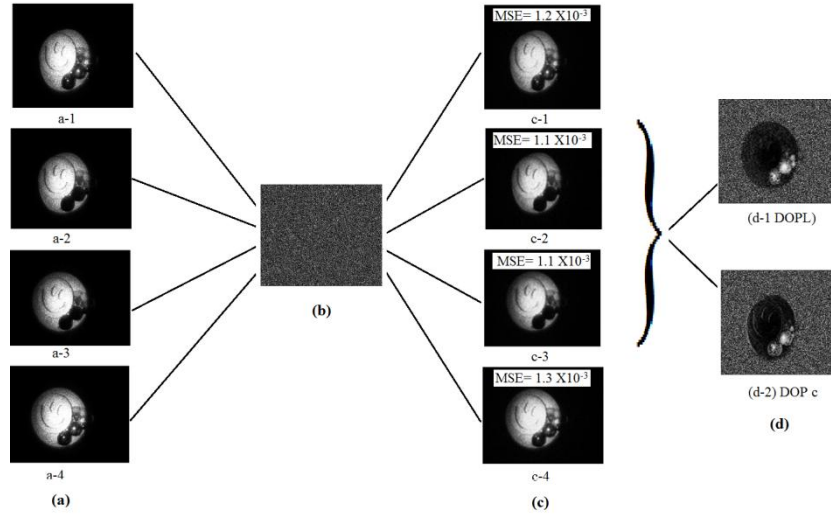 a-1
a-2
a-3
a-4
(a)
(b)
MSE= 1.2 X10-3
c-1
MSE= 1.1 X10-3
c-2
MSE= 1.1 X10-3
c-3
MSE= 1.3 X10-3
c-4
(c)
(d-1 DOPL)
(d-2) DOP c
(d)